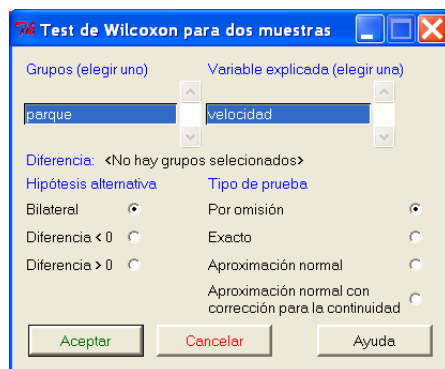 Test de Wilcoxon para dos muestras
Grupos (elegir uno) Variable explicada (elegir una)
parque velocidad
Diferencia: <No hay grupos selecionados>
Hipótesis alternativa Tipo de prueba
Bilateral Por omisión
Diferencia < 0 Exacto
Diferencia > 0 Aproximación normal
Aproximación normal con
corrección para la continuidad
Aceptar Cancelar Ayuda